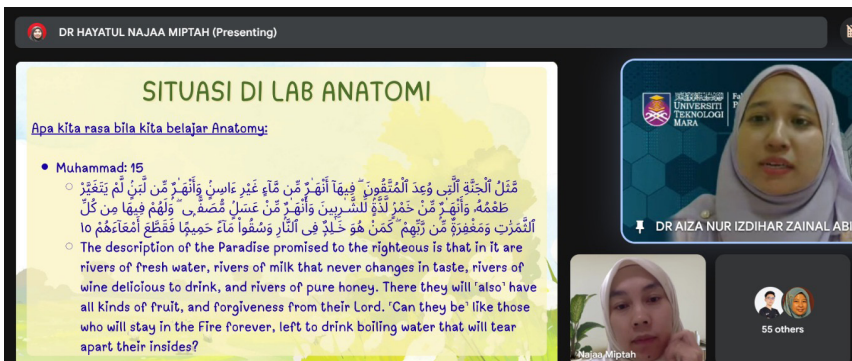 DR HAYATUL NAJAA MIPTAH (Presenting)
SITUASI DI LAB ANATOMI
Apa kita rasa bila kita belajar Anatomy:
Muhammad: 15
مَّثَلُ ٱلْجَنَّةِ ٱلَّتِى وُعِدَ ٱلْمُتَّقُونَ ۖ فِيهَآ أَنْهَـٰرٌ مِّن مَّآءٍ غَيْرِ ءَاسِنٍ وَأَنْهَـٰرٌ مِّن لَّبَنٍ لَّمْ يَتَغَيَّرْ
طَعْمُهُۥ وَأَنْهَـٰرٌ مِّنْ خَمْرٍ لَّذَّةٍ لِّلشَّـٰرِبِينَ وَأَنْهَـٰرٌ مِّنْ عَسَلٍ مُّصَفًّى ۖ وَلَهُمْ فِيهَا مِن كُلِّ
ٱلثَّمَرَٰتِ وَمَغْفِرَةٌ مِّن رَّبِّهِمْ ۖ كَمَنْ هُوَ خَـٰلِدٌ فِى ٱلنَّارِ وَسُقُوا۟ مَآءً حَمِيمًا فَقَطَّعَ أَمْعَآءَهُمْ ١٥
The description of the Paradise promised to the righteous is that in it are
rivers of fresh water, rivers of milk that never changes in taste, rivers of
wine delicious to drink, and rivers of pure honey. There they will ˹also˺ have
all kinds of fruit, and forgiveness from their Lord. ˹Can they be˺ like those
who will stay in the Fire forever, left to drink boiling water that will tear
apart their insides?
UNIVERSITI
TEKNOLOGI
MARA
DR AIZA NUR IZDIHAR ZAINAL ABI
Najaa Miptah
55 others